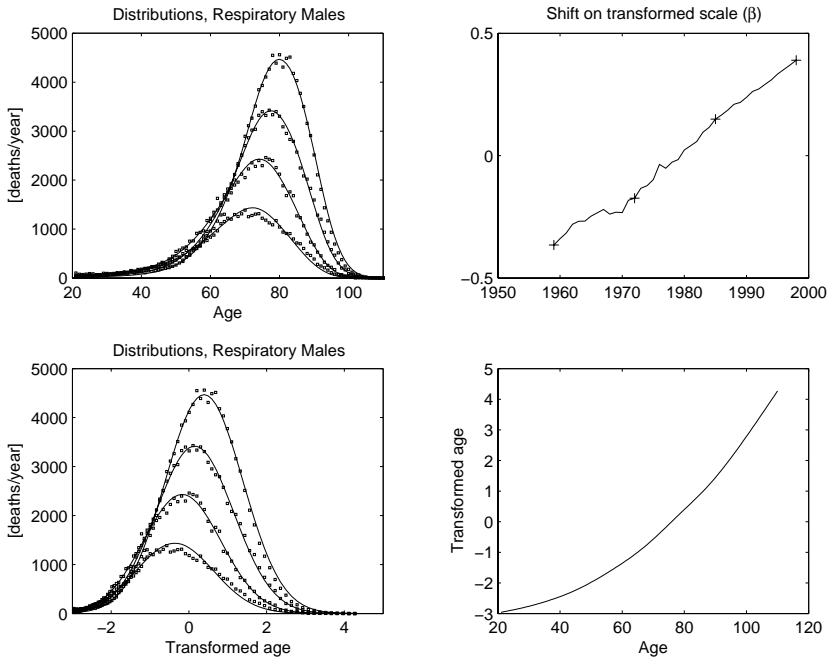 Distributions, Respiratory Males
5000
4000
3000
2000
1000
0
[deaths/year]
20 40 60 80 100
Age
Shift on transformed scale (β)
0.5
0
−0.5
1950 1960 1970 1980 1990 2000
Distributions, Respiratory Males
5000
4000
3000
2000
1000
0
[deaths/year]
−2 0 2 4
Transformed age
5
4
3
2
1
0
−1
−2
−3
Transformed age
20 40 60 80 100 120
Age